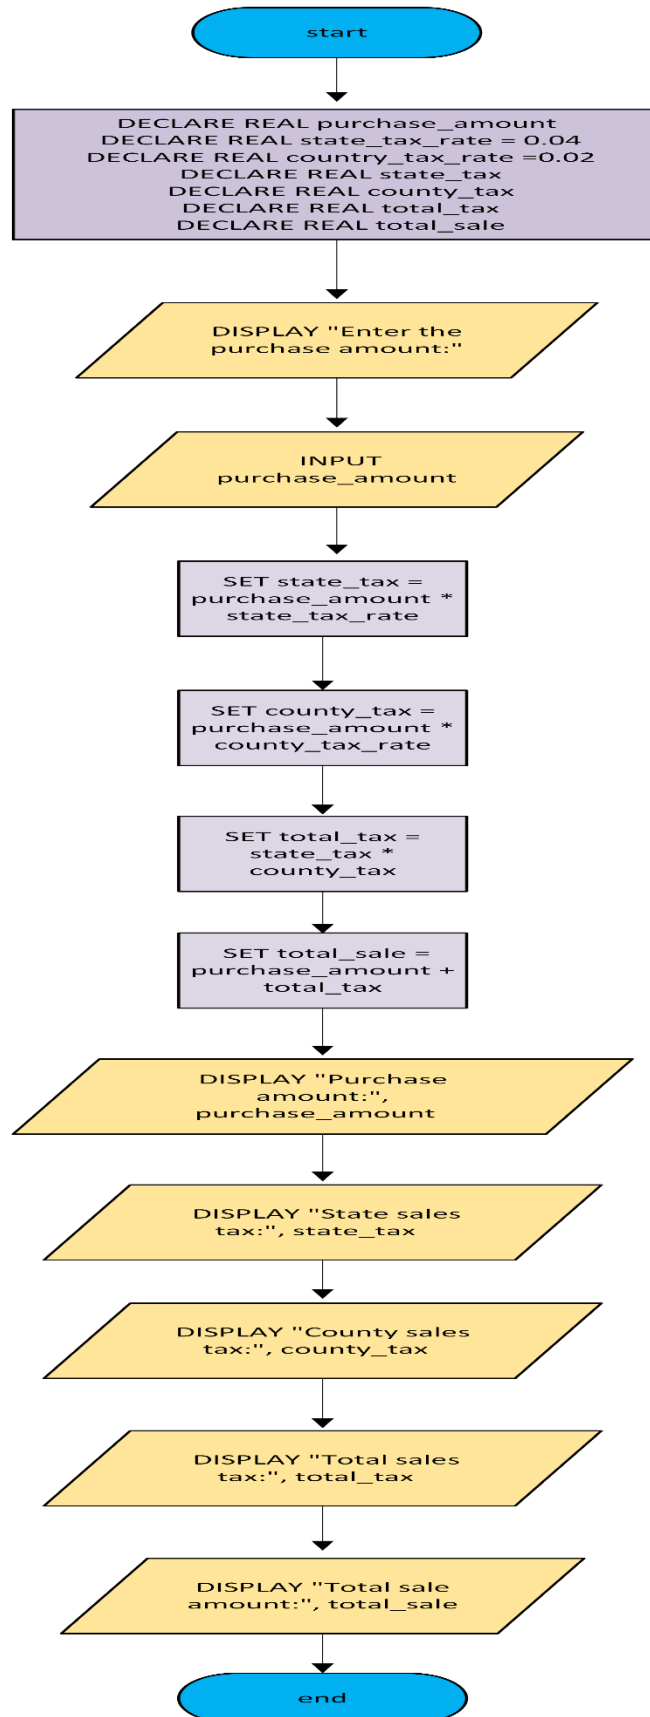 start
DECLARE REAL purchase_amount
DECLARE REAL state_tax_rate = 0.04
DECLARE REAL country_tax_rate =0.02
DECLARE REAL state_tax
DECLARE REAL county_tax
DECLARE REAL total_tax
DECLARE REAL total_sale
DISPLAY "Enter the
purchase amount:"
INPUT
purchase_amount
SET state_tax =
purchase_amount *
state_tax_rate
SET county_tax =
purchase_amount *
county_tax_rate
SET total_tax =
state_tax *
county_tax
SET total_sale =
purchase_amount +
total_tax
DISPLAY "Purchase
amount:",
purchase_amount
DISPLAY "State sales
tax:", state_tax
DISPLAY "County sales
tax:", county_tax
DISPLAY "Total sales
tax:", total_tax
DISPLAY "Total sale
amount:", total_sale
end